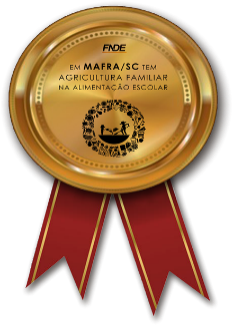 FNDE
EM MAFRA/SC TEM
AGRICULTURA FAMILIAR
NA ALIMENTAÇÃO ESCOLAR